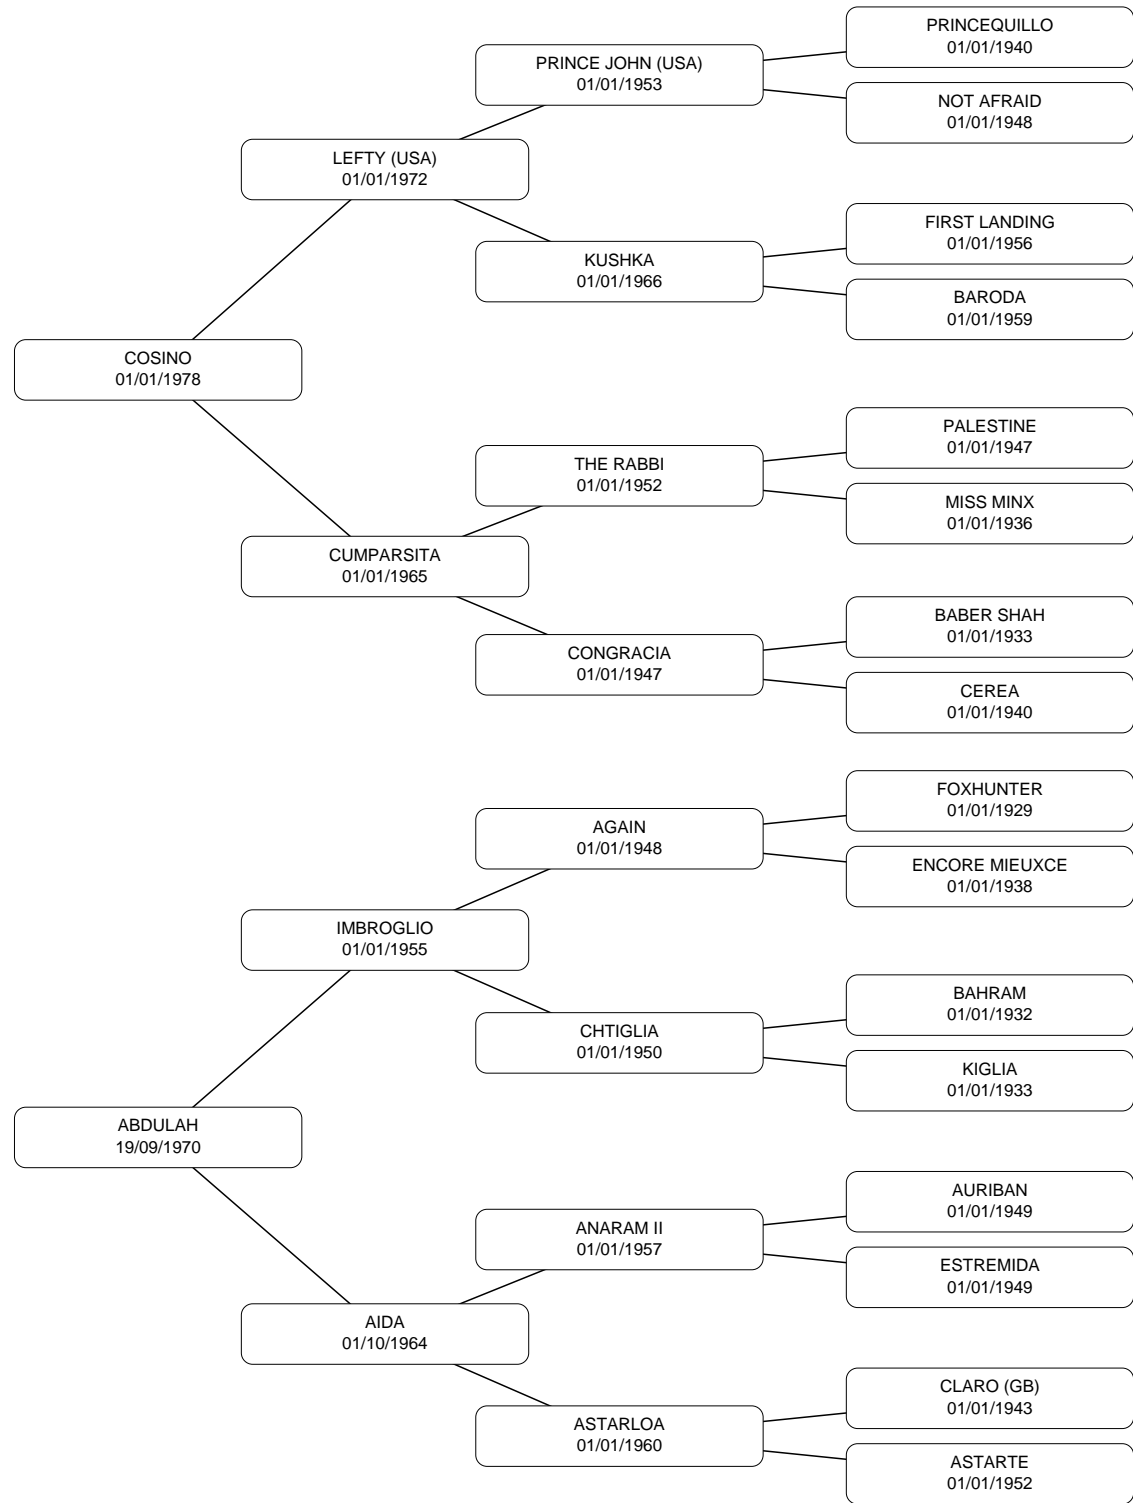 PRINCEQUILLO
01/01/1940
PRINCE JOHN (USA)
01/01/1953
NOT AFRAID
01/01/1948
LEFTY (USA)
01/01/1972
FIRST LANDING
01/01/1956
KUSHKA
01/01/1966
BARODA
01/01/1959
COSINO
01/01/1978
PALESTINE
01/01/1947
THE RABBI
01/01/1952
MISS MINX
01/01/1936
CUMPARSITA
01/01/1965
BABER SHAH
01/01/1933
CONGRACIA
01/01/1947
CEREA
01/01/1940
FOXHUNTER
01/01/1929
AGAIN
01/01/1948
ENCORE MIEUXCE
01/01/1938
IMBROGLIO
01/01/1955
BAHRAM
01/01/1932
CHTIGLIA
01/01/1950
KIGLIA
01/01/1933
ABDULAH
19/09/1970
AURIBAN
01/01/1949
ANARAM II
01/01/1957
ESTREMIDA
01/01/1949
AIDA
01/10/1964
CLARO (GB)
01/01/1943
ASTARLOA
01/01/1960
ASTARTE
01/01/1952